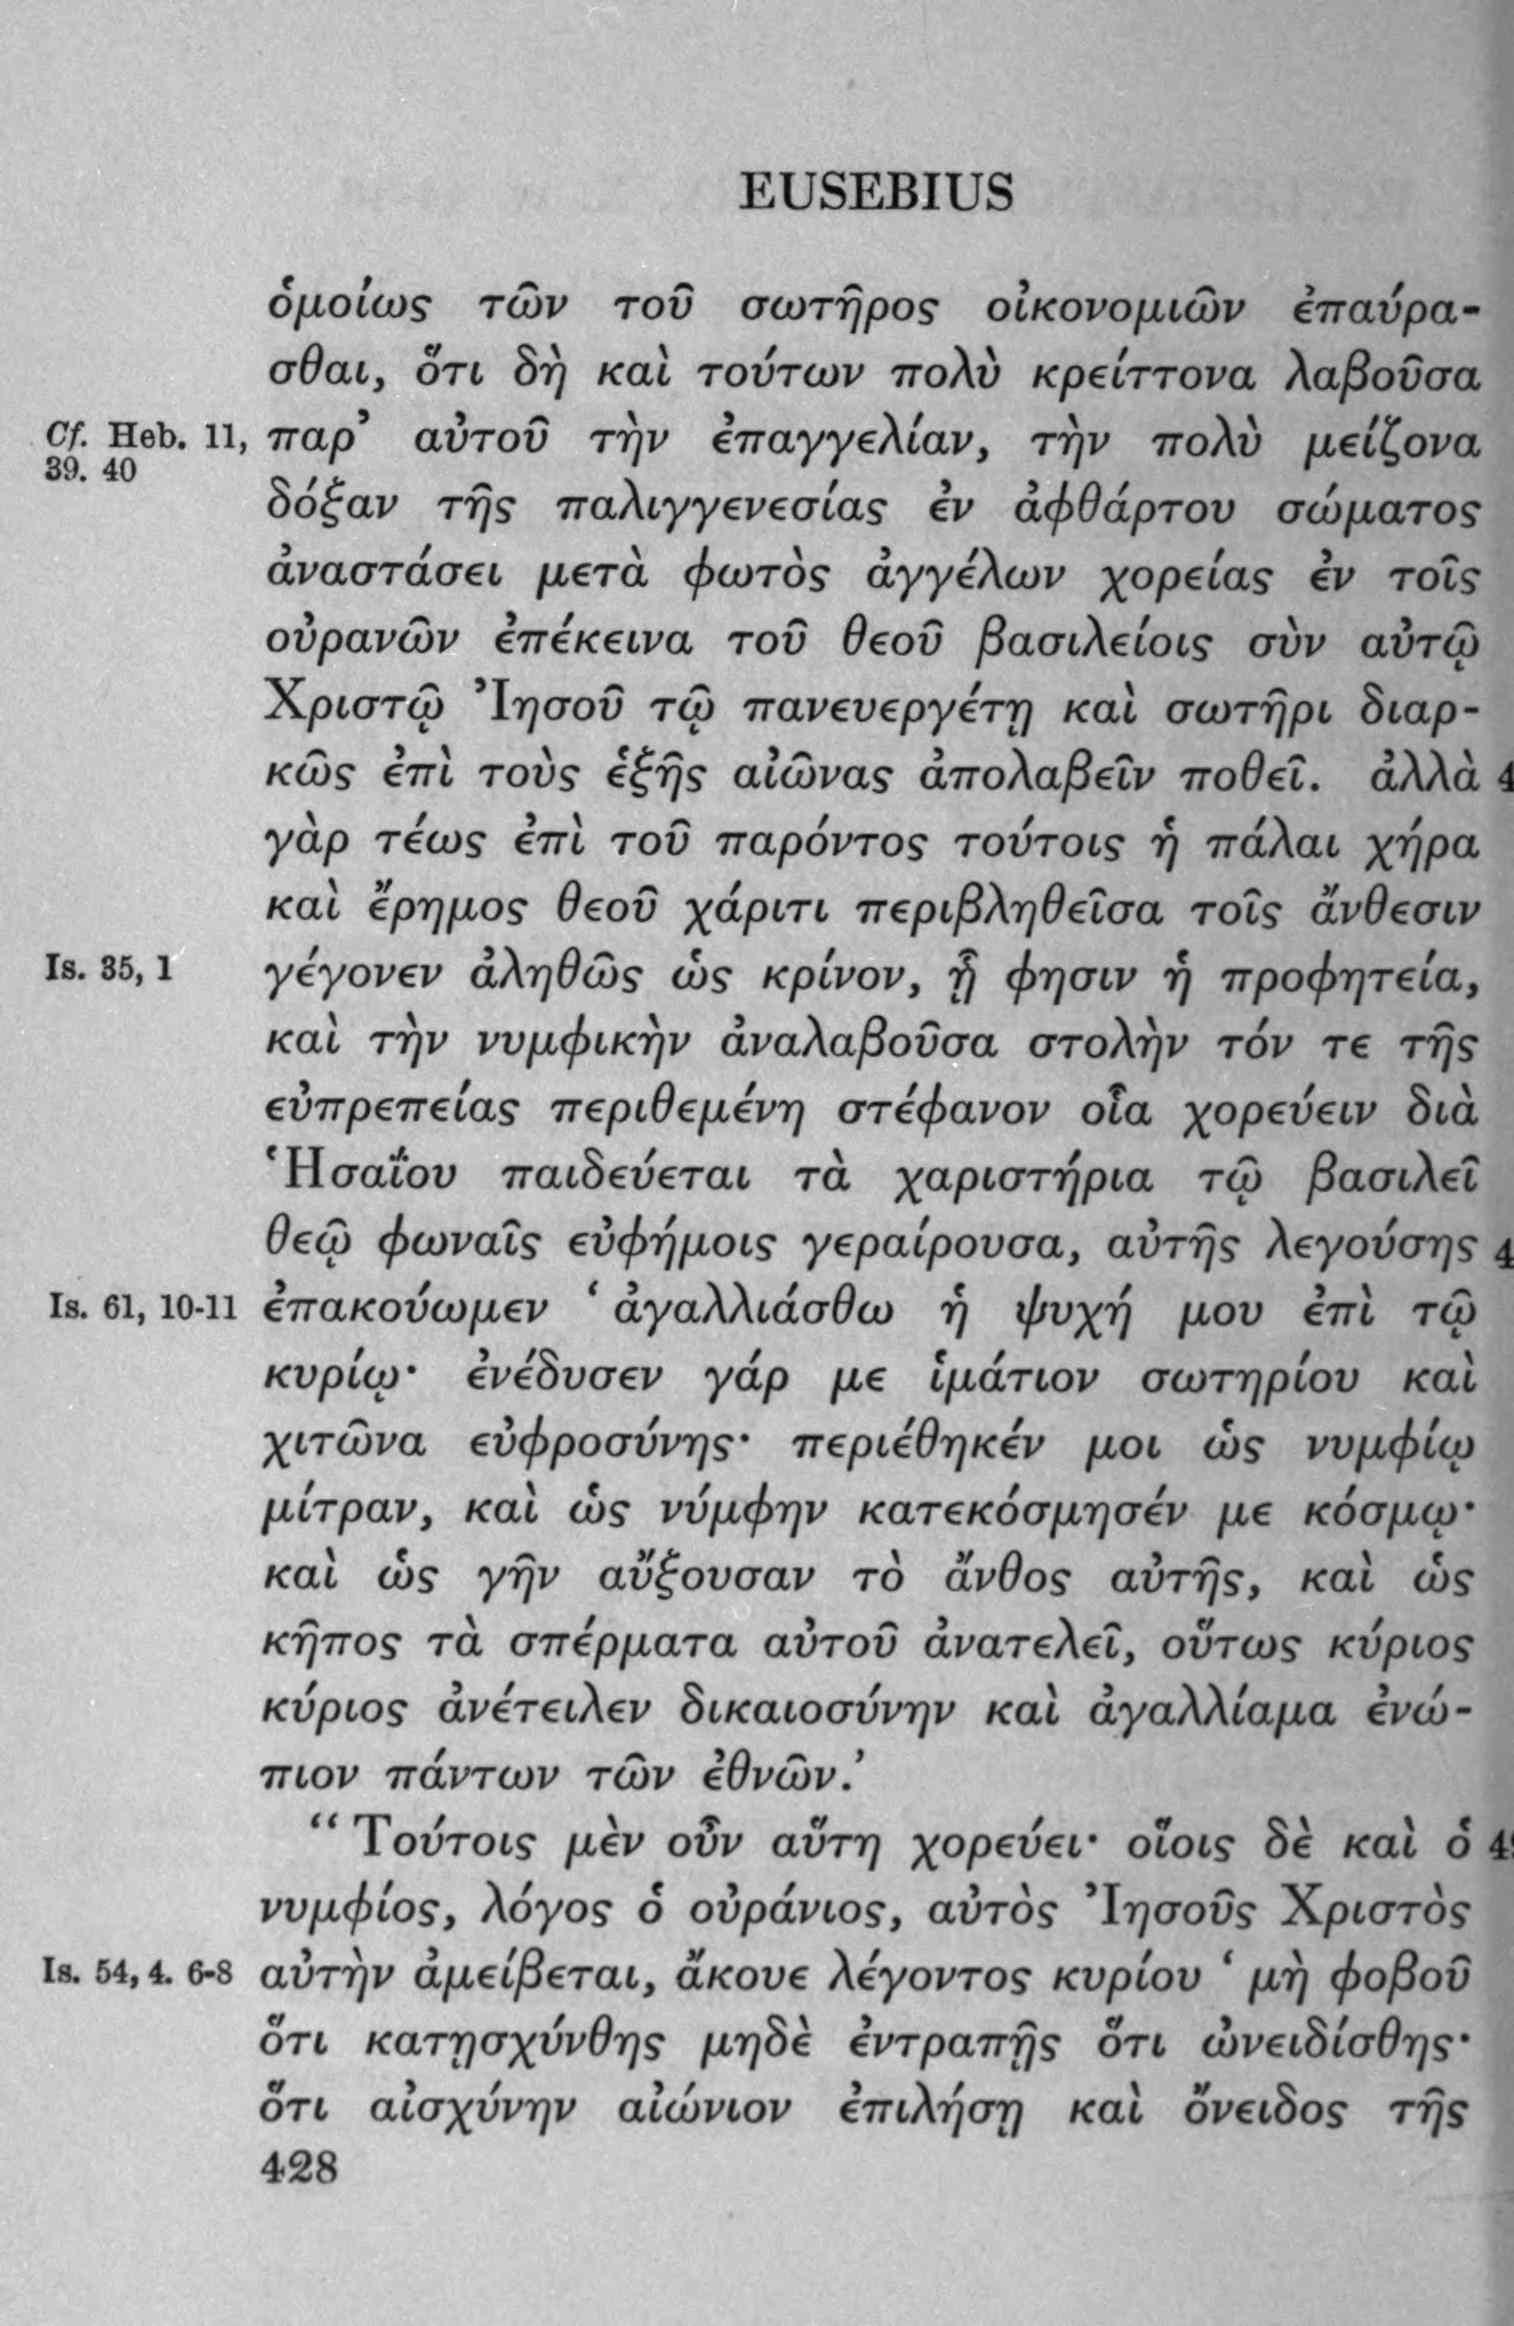 EUSEBIUS
ὁμοίως τῶν τοῦ σωτῆρος οἰκονομιῶν ἐπαύρα-
σθαι, ὅτι δὴ καὶ τούτων πολὺ κρείττονα λαβοῦσα
Cf. Heb. 11, παρ’ αὐτοῦ τὴν ἐπαγγελίαν, τὴν πολὺ μείζονα
39. 40
δόξαν τῆς παλιγγενεσίας ἐν ἀφθάρτου σώματος
ἀναστάσει μετὰ φωτὸς ἀγγέλων χορείας ἐν τοῖς
οὐρανῶν ἐπέκεινα τοῦ θεοῦ βασιλείοις σὺν αὐτῷ
Χριστῷ Ἰησοῦ τῷ πανευεργέτῃ καὶ σωτῆρι διαρ-
κῶς ἐπὶ τοὺς ἑξῆς αἰῶνας ἀπολαβεῖν ποθεῖ. ἀλλὰ
γὰρ τέως ἐπὶ τοῦ παρόντος τούτοις ἡ πάλαι χήρα
καὶ ἔρημος θεοῦ χάριτι περιβληθεῖσα τοῖς ἄνθεσιν
Is. 35, 1 γέγονεν ἀληθῶς ὡς κρίνον, ᾗ φησιν ἡ προφητεία,
καὶ τὴν νυμφικὴν ἀναλαβοῦσα στολὴν τόν τε τῆς
εὐπρεπείας περιθεμένη στέφανον οἷα χορεύειν διὰ
Ἡσαΐου παιδεύεται τὰ χαριστήρια τῷ βασιλεῖ
θεῷ φωναῖς εὐφήμοις γεραίρουσα, αὐτῆς λεγούσης
Is. 61, 10-11 ἐπακούωμεν ‘ ἀγαλλιάσθω ἡ ψυχή μου ἐπὶ τῷ
κυρίῳ· ἐνέδυσεν γάρ με ἱμάτιον σωτηρίου καὶ
χιτῶνα εὐφροσύνης· περιέθηκέν μοι ὡς νυμφίῳ
μίτραν, καὶ ὡς νύμφην κατεκόσμησέν με κόσμῳ·
καὶ ὡς γῆν αὔξουσαν τὸ ἄνθος αὐτῆς, καὶ ὡς
κῆπος τὰ σπέρματα αὐτοῦ ἀνατελεῖ, οὕτως κύριος
κύριος ἀνέτειλεν δικαιοσύνην καὶ ἀγαλλίαμα ἐνώ-
πιον πάντων τῶν ἐθνῶν.’
“ Τούτοις μὲν οὖν αὕτη χορεύει· οἵοις δὲ καὶ ὁ
νυμφίος, λόγος ὁ οὐράνιος, αὐτὸς Ἰησοῦς Χριστὸς
Is. 54, 4. 6-8 αὐτὴν ἀμείβεται, ἄκουε λέγοντος κυρίου ‘ μὴ φοβοῦ
ὅτι κατῃσχύνθης μηδὲ ἐντραπῇς ὅτι ὠνειδίσθης·
ὅτι αἰσχύνην αἰώνιον ἐπιλήσῃ καὶ ὄνειδος τῆς
428